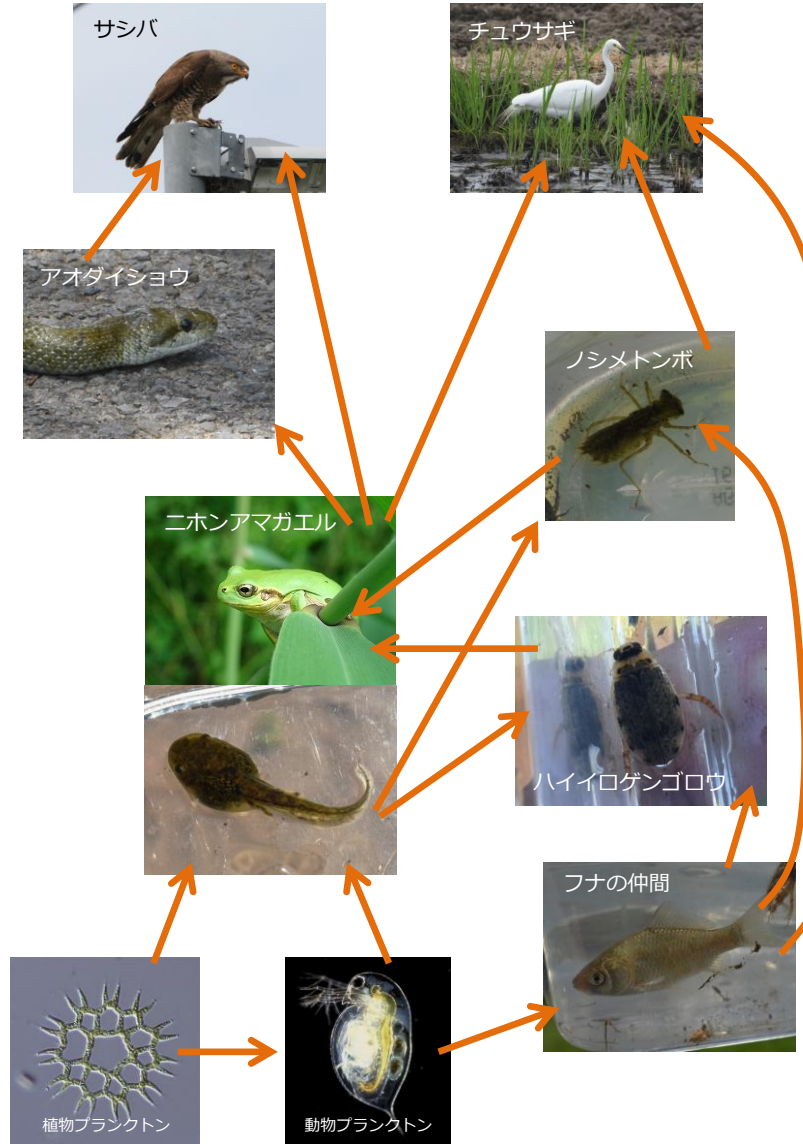 サシバ
チュウサギ
アオダイショウ
ノシメトンボ
ニホンアマガエル
ハイイロゲンゴロウ
フナの仲間
植物プランクトン
動物プランクトン